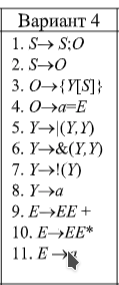 Вариант 4
1. S→ S;O
2. S→O
3. O→{Y[S]}
4. O→a=E
5. Y→|(Y,Y)
6. Y→&(Y,Y)
7. Y→!(Y)
8. Y→a
9. E→EE +
10. E→EE*
11. E →